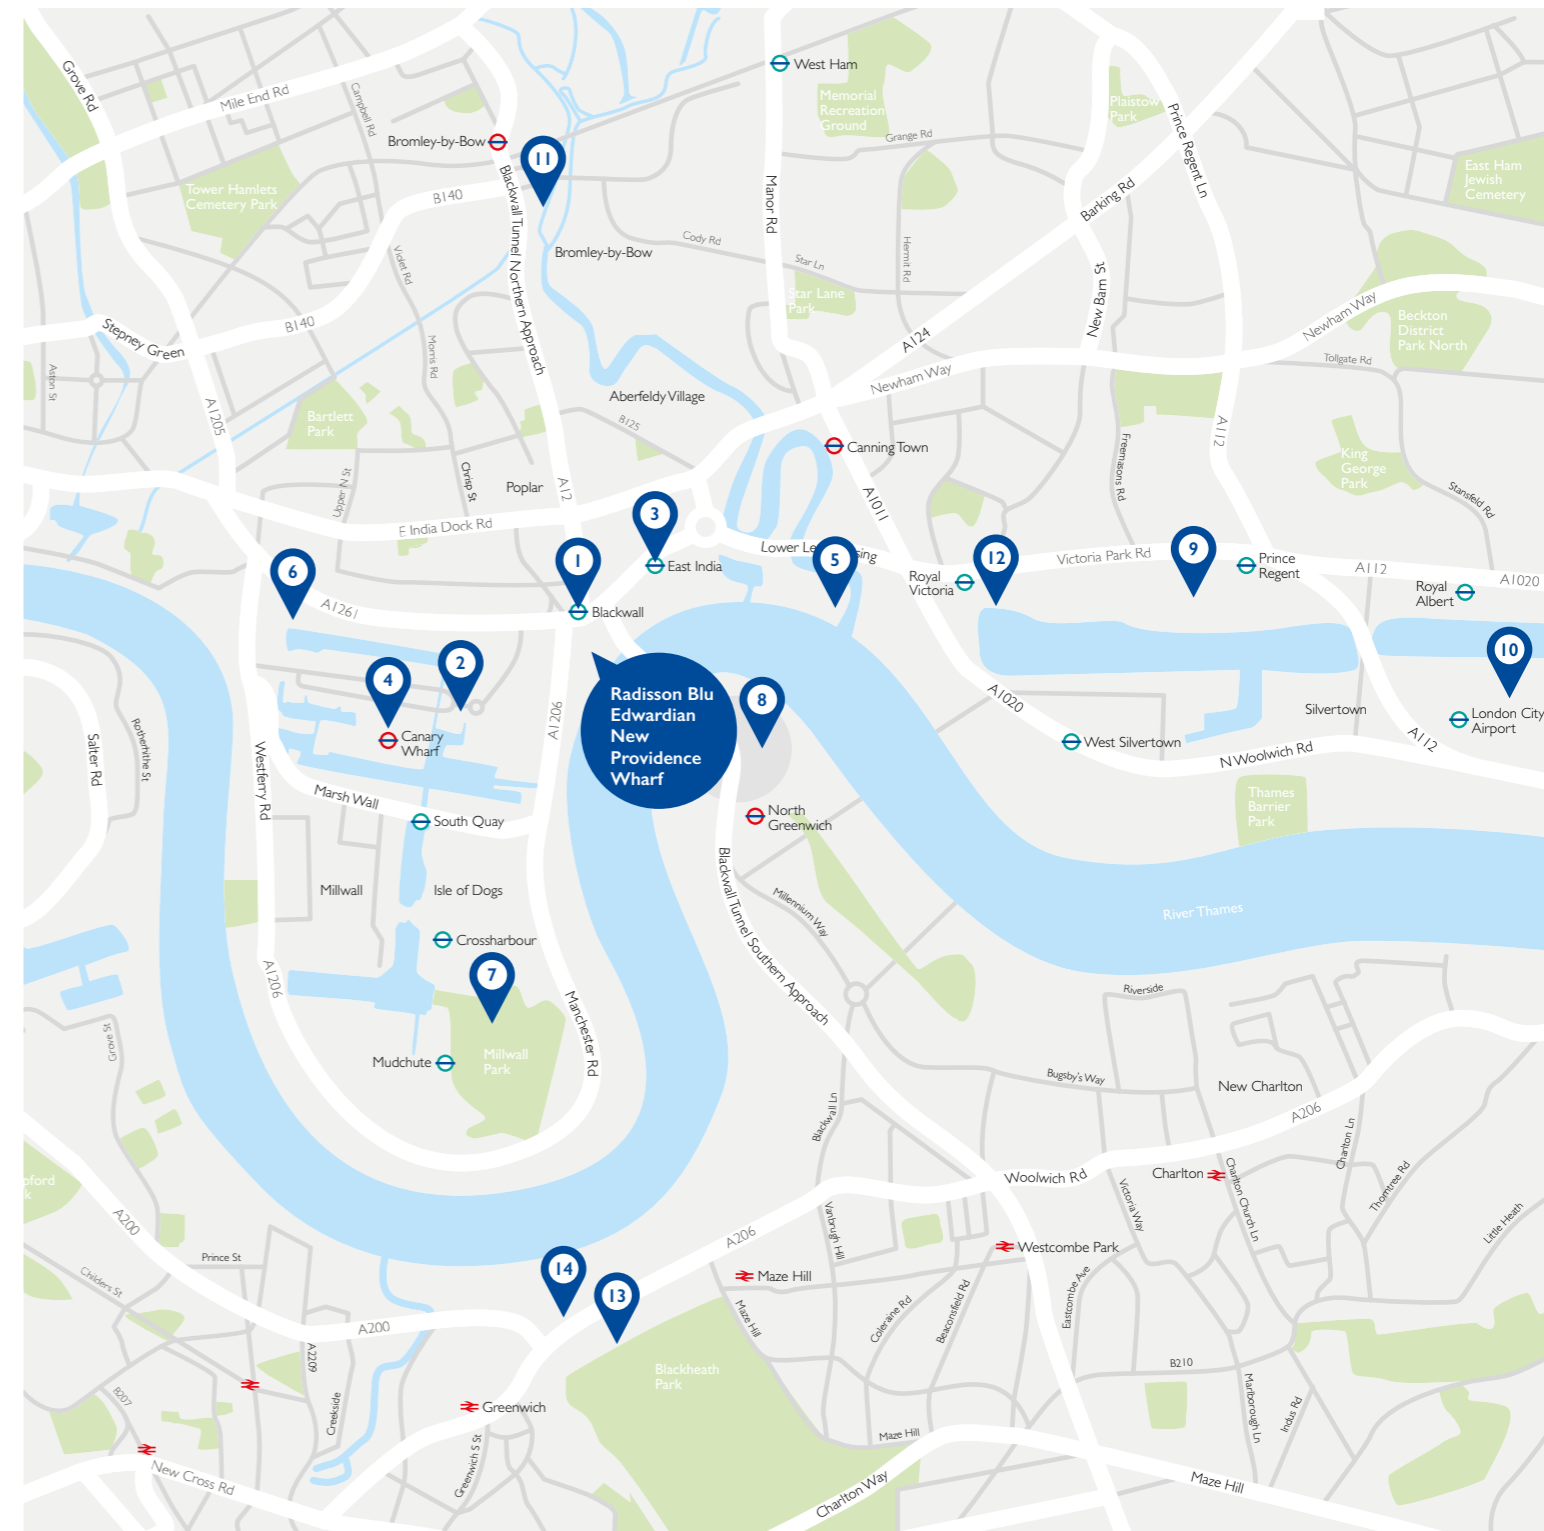 West Ham
Grove Rd
Mile End Rd
Campbell Rd
Memorial
Recreation
Ground
Plaistow
Park
Prince Regent Ln
Grange Rd
Bromley-by-Bow
11
East Ham
Jewish
Cemetery
Tower Hamlets
Cemetery Park
B140
Blackwall Tunnel Northern Approach
Manor Rd
Barking Rd
Cody Rd
Star Ln
Hermit Rd
Violet Rd
Bromley-by-Bow
Star Lane
Park
New Barn St
Newham Way
Beckton
District
Park North
B140
Stepney Green
A124
Morris Rd
Tollgate Rd
Aston St
Newham Way
Aberfeldy Village
A1205
Bartlett
Park
B125
A112
Canning Town
Freemasons Rd
King
George
Park
Chrisp St
Upper N St
Poplar
A12
A1011
Stansfeld Rd
3
E India Dock Rd
Lower Le
sing
1
5
12
9
Victoria Park Rd
Prince
Regent
A112
A1020
6
East India
Royal
Victoria
Royal
Albert
A1261
Blackwall
10
4
2
Radisson Blu
Edwardian
New
Providence
Wharf
8
A1020
Silvertown
London City
Airport
A1206
Canary
Wharf
West Silvertown
A112
Rotherhithe St
Salter Rd
Westferry Rd
N Woolwich Rd
Marsh Wall
South Quay
North
Greenwich
Thames
Barrier
Park
Millwall
Isle of Dogs
Blackwall Tunnel Southern Approach
Millennium Way
River Thames
Crossharbour
7
A1206
Manchester Rd
Riverside
Grove St
Mudchute
Millwall
Park
Bugsby's Way
New Charlton
A206
Blackwall Ln
Charlton Ln
pford
k
Woolwich Rd
Charlton
Charlton Church Ln
Thorntree Rd
Victoria Way
A200
Vanbrugh Hill
Little Heath
A206
Westcombe Park
Prince St
Childers St
14
13
Maze Hill
Maze Hill
Coleraine Rd
Beaconsfield Rd
Eastcombe Ave
A200
A2209
Blackheath
Park
B210
B207
Creekside
Greenwich
Marlborough Ln
Indus Rd
Greenwich S St
Maze Hill
New Cross Rd
Charlton Way
Maze Hill